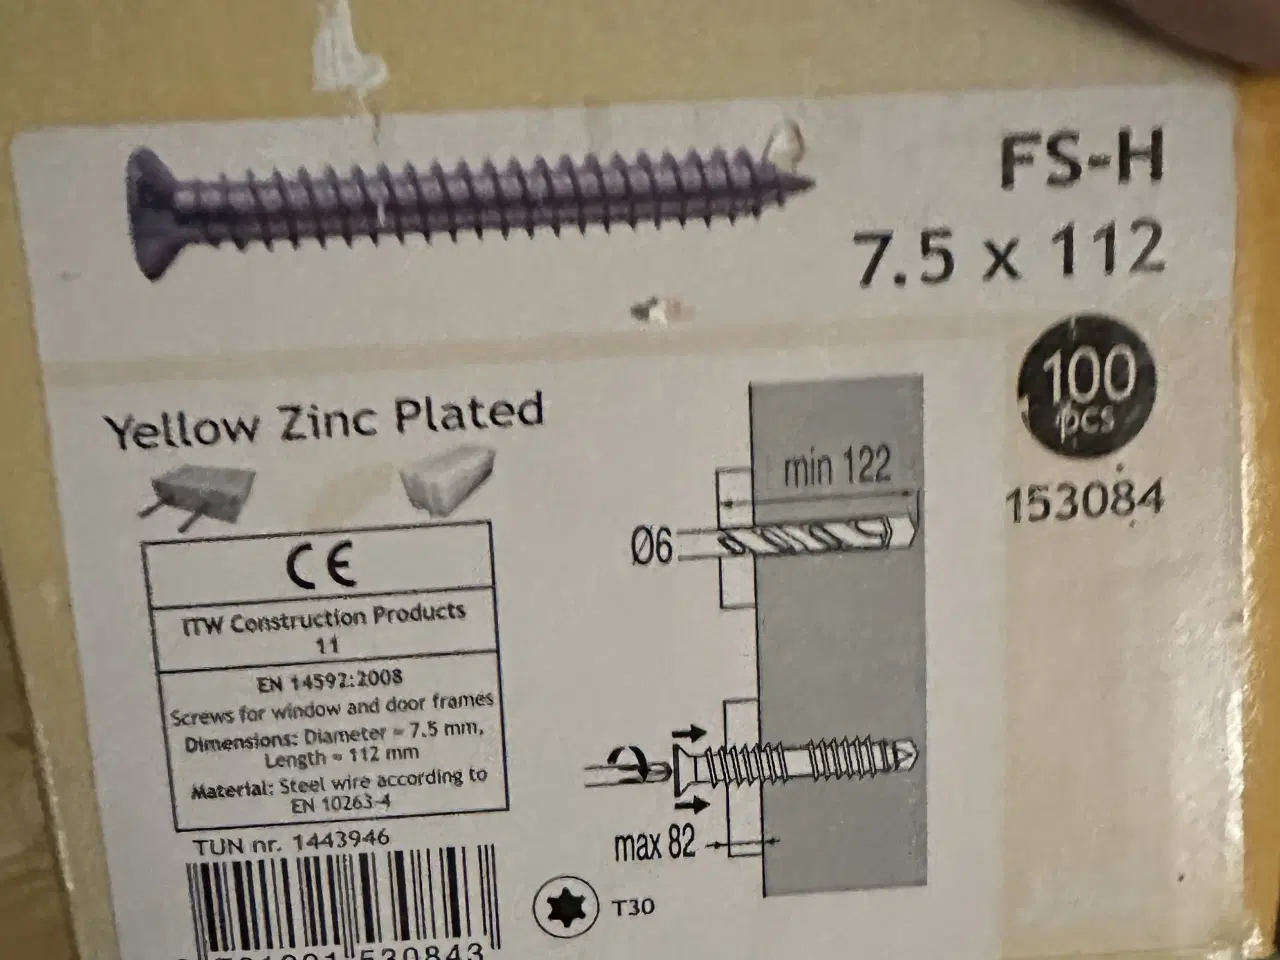 FS-H
7.5 x 112
100
pcs
153084
Yellow Zinc Plated
CE
ITW Construction Products
11
EN 14592:2008
Screws for window and door frames
Dimensions: Diameter = 7.5 mm,
Length = 112 mm
Material: Steel wire according to
EN 10263-4
TUN nr. 1443946
530843
min 122
Ø6
max 82
T30